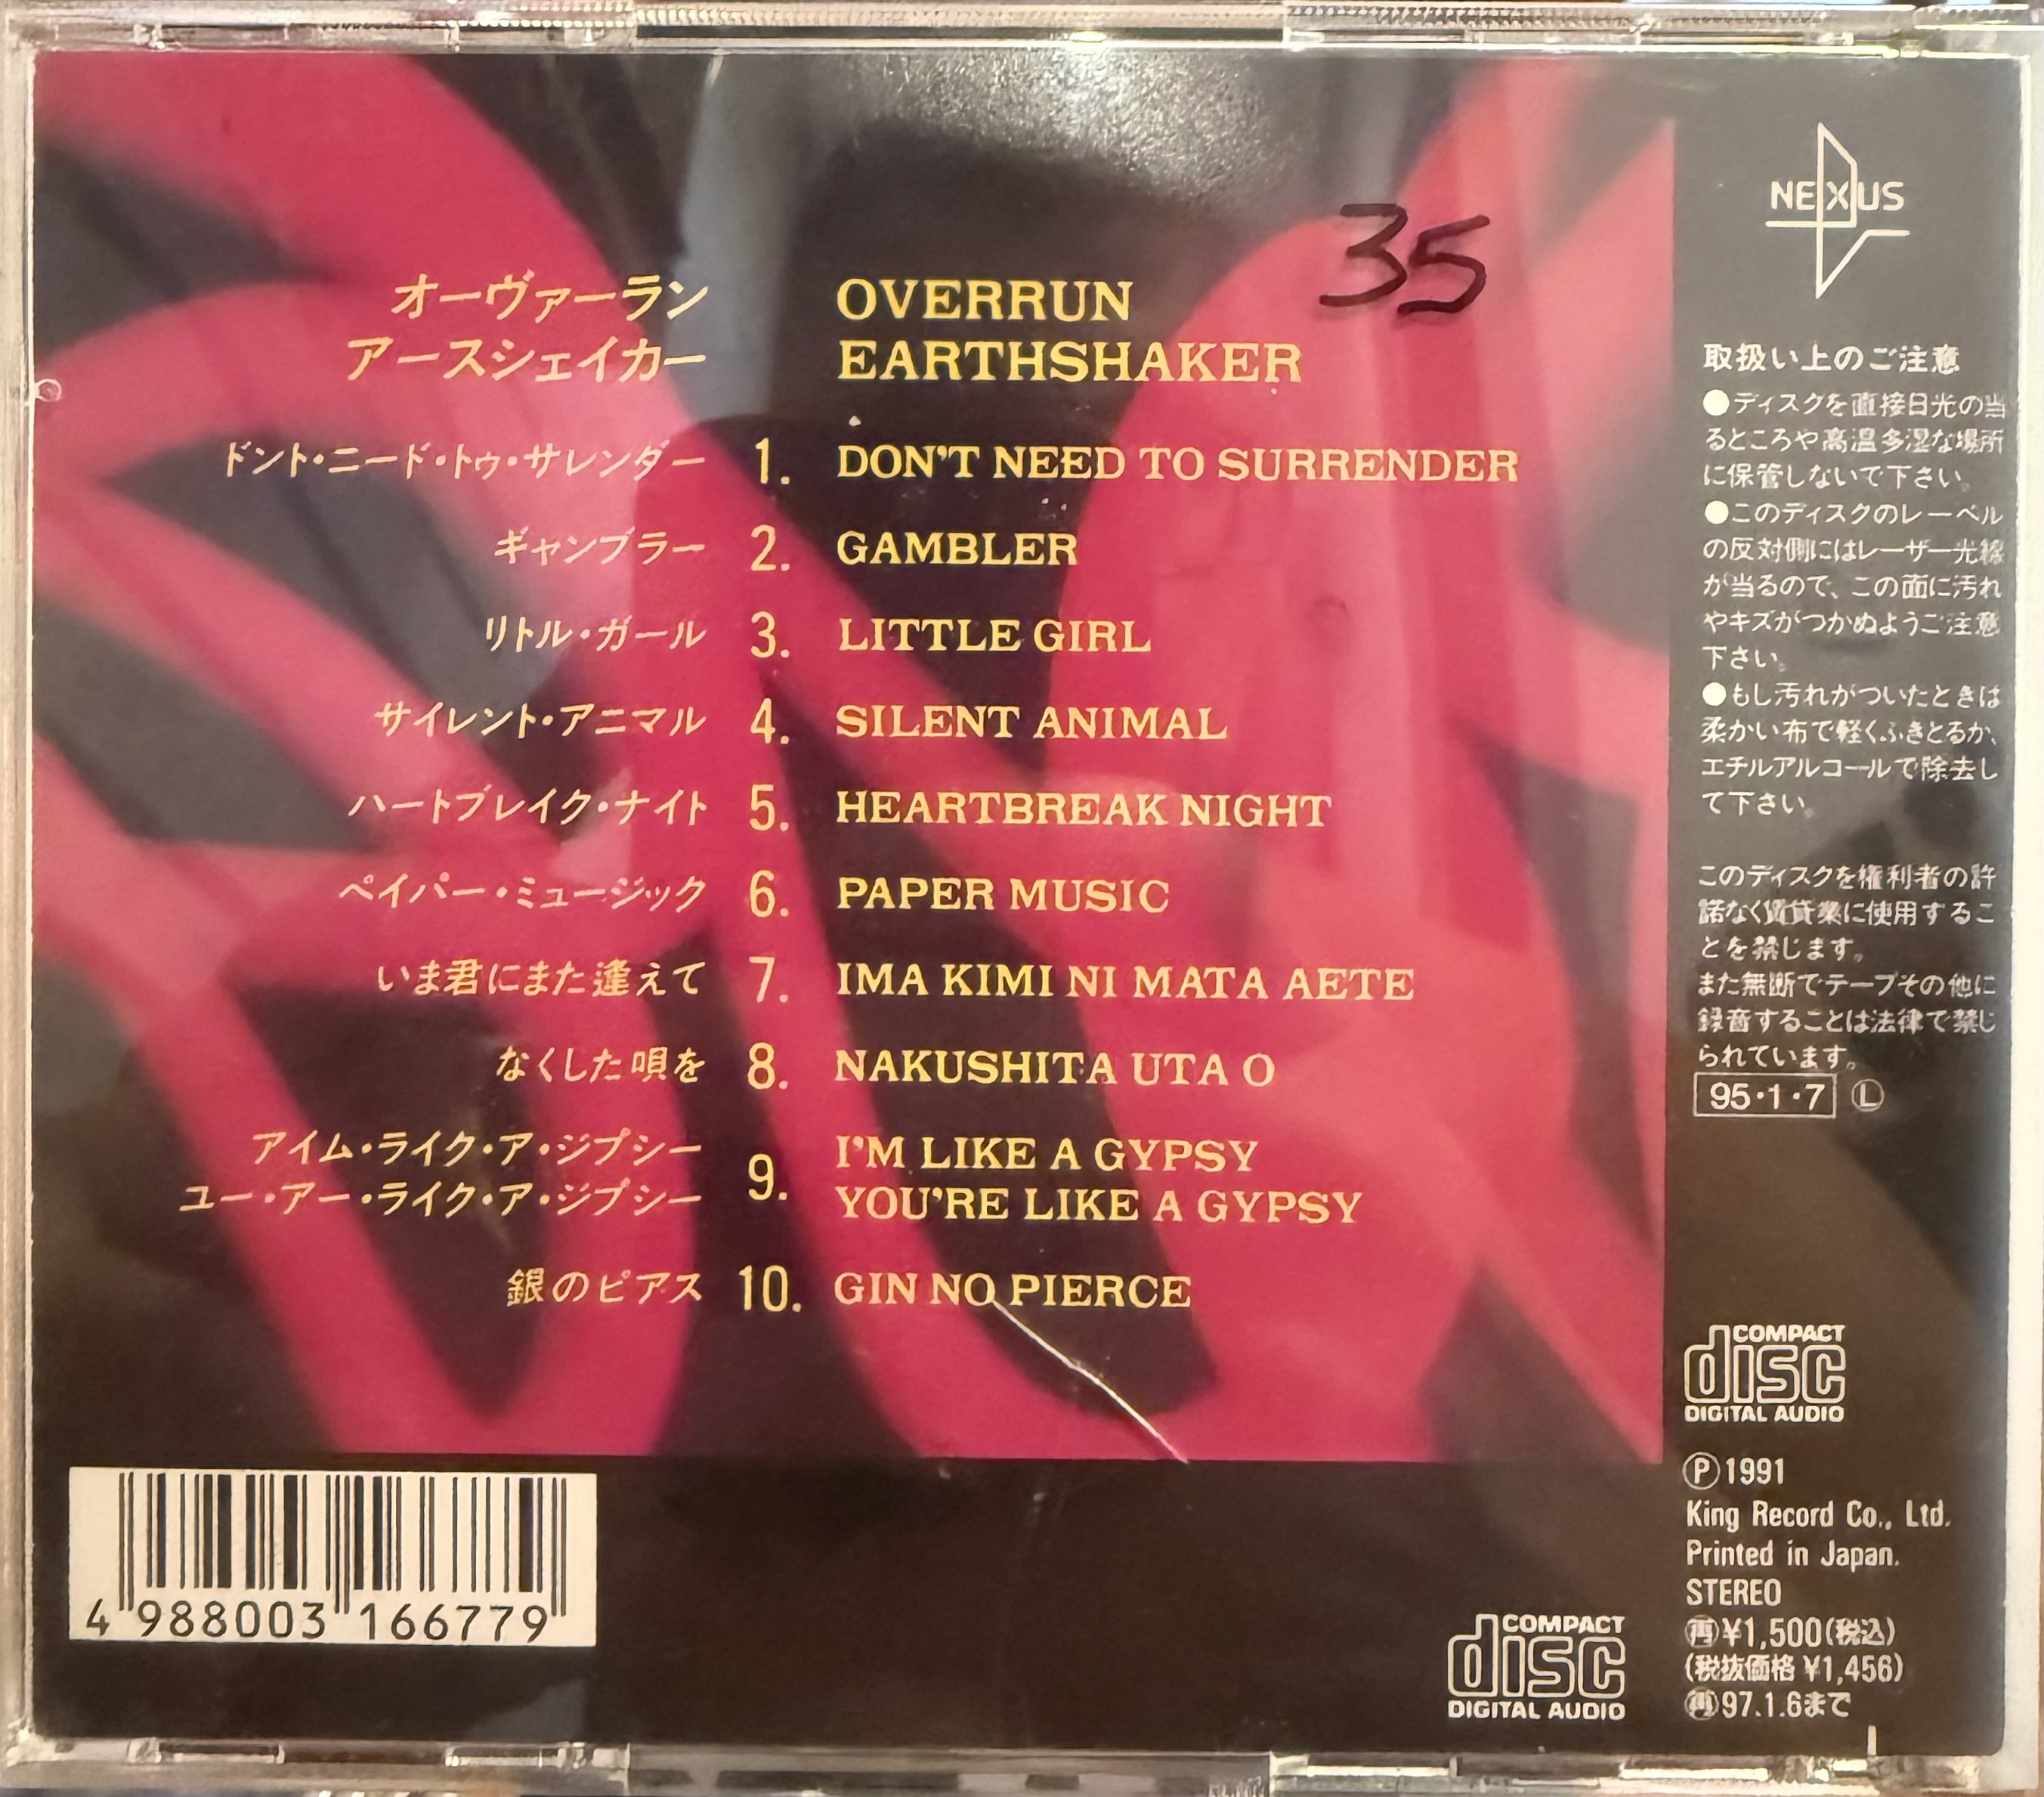 35
オーヴァーラン OVERRUN
アースシェイカー EARTHSHAKER
ドント・ニード・トゥ・サレンダー 1. DON'T NEED TO SURRENDER
ギャンブラー 2. GAMBLER
リトル・ガール 3. LITTLE GIRL
サイレント・アニマル 4. SILENT ANIMAL
ハートブレイク・ナイト 5. HEARTBREAK NIGHT
ペイパー・ミュージック 6. PAPER MUSIC
いま君にまた逢えて 7. IMA KIMI NI MATA AETE
なくした唄を 8. NAKUSHITA UTA O
アイム・ライク・ア・ジプシー 9. I'M LIKE A GYPSY
ユー・アー・ライク・ア・ジプシー YOU'RE LIKE A GYPSY
銀のピアス 10. GIN NO PIERCE
4 988003 166779
COMPACT
disc
DIGITAL AUDIO
NEXUS
取扱い上のご注意
●ディスクを直接日光の当
るところや高温多湿な場所
に保管しないで下さい。
●このディスクのレーベル
の反対側にはレーザー光線
が当るので、この面に汚れ
やキズがつかぬようご注意
下さい。
●もし汚れがついたときは
柔かい布で軽くふきとるか、
エチルアルコールで除去し
て下さい。
このディスクを権利者の許
諾なく賃貸業に使用するこ
とを禁じます。
また無断でテープその他に
録音することは法律で禁じ
られています。
95・1・7 Ⓛ
COMPACT
disc
DIGITAL AUDIO
Ⓟ1991
King Record Co., Ltd.
Printed in Japan.
STEREO
再¥1,500(税込)
(税抜価格 ¥1,456)
再97.1.6まで